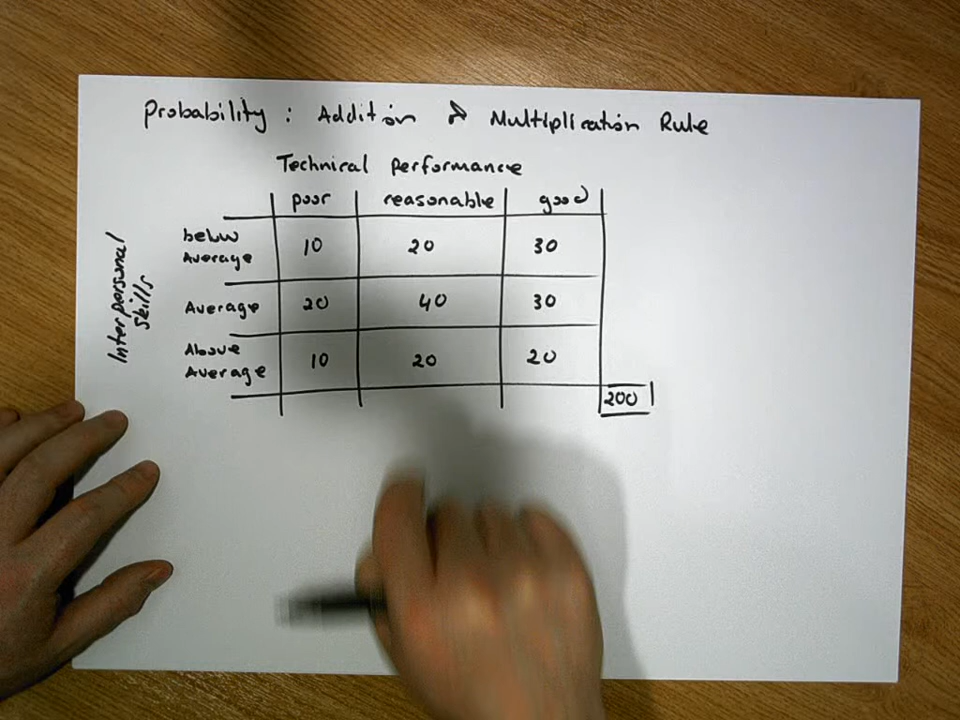 Probability : Addition & Multiplication Rule
Technical Performance
poor reasonable good
below
Average 10 20 30
Average 20 40 30
Above
Average 10 20 20
200
Interpersonal
skills